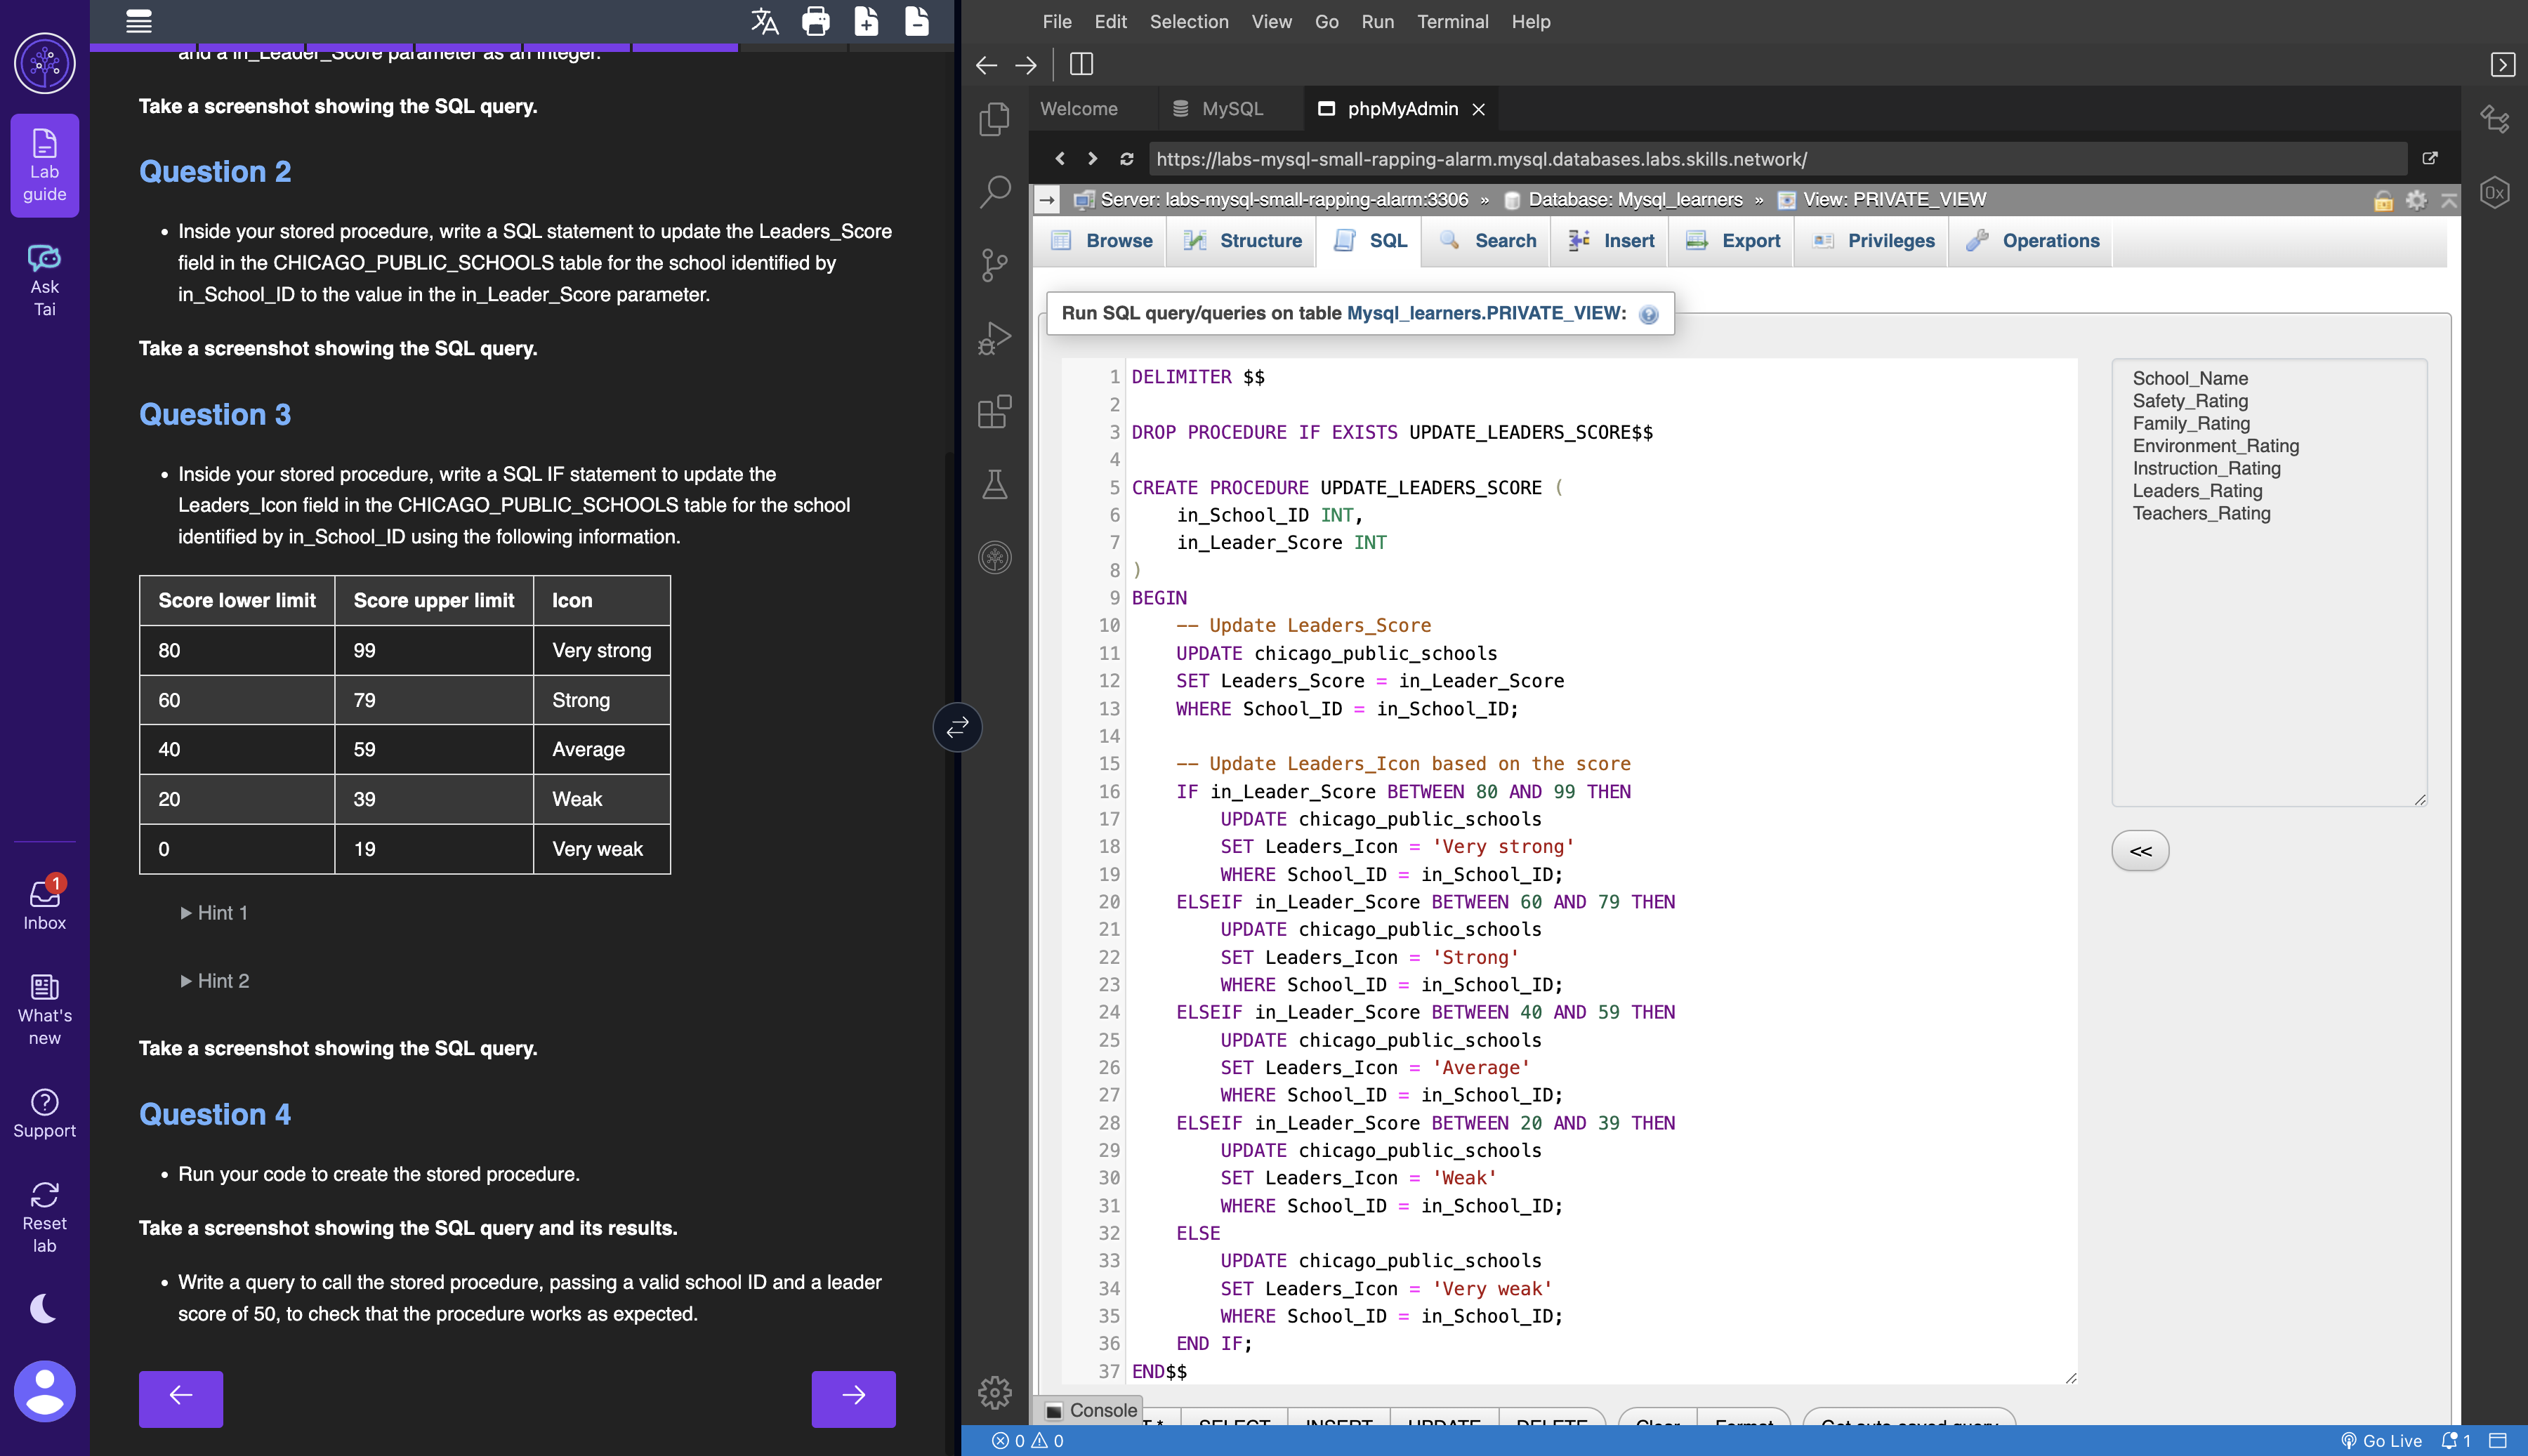 File Edit Selection View Go Run Terminal Help
Welcome MySQL phpMyAdmin
https://labs-mysql-small-rapping-alarm.mysql.databases.labs.skills.network/
Server: labs-mysql-small-rapping-alarm:3306 » Database: Mysql_learners » View: PRIVATE_VIEW
Browse Structure SQL Search Insert Export Privileges Operations
Run SQL query/queries on table Mysql_learners.PRIVATE_VIEW:
Lab
guide
Ask
Tai
1
Inbox
What's
new
Support
Reset
lab
and a in_Leader_Score parameter as an integer.
Take a screenshot showing the SQL query.
Question 2
• Inside your stored procedure, write a SQL statement to update the Leaders_Score
field in the CHICAGO_PUBLIC_SCHOOLS table for the school identified by
in_School_ID to the value in the in_Leader_Score parameter.
Take a screenshot showing the SQL query.
Question 3
• Inside your stored procedure, write a SQL IF statement to update the
Leaders_Icon field in the CHICAGO_PUBLIC_SCHOOLS table for the school
identified by in_School_ID using the following information.
Score lower limit Score upper limit Icon
80 99 Very strong
60 79 Strong
40 59 Average
20 39 Weak
0 19 Very weak
Hint 1
Hint 2
Take a screenshot showing the SQL query.
Question 4
• Run your code to create the stored procedure.
Take a screenshot showing the SQL query and its results.
• Write a query to call the stored procedure, passing a valid school ID and a leader
score of 50, to check that the procedure works as expected.
1 DELIMITER $$
2
3 DROP PROCEDURE IF EXISTS UPDATE_LEADERS_SCORE$$
4
5 CREATE PROCEDURE UPDATE_LEADERS_SCORE (
6 in_School_ID INT,
7 in_Leader_Score INT
8 )
9 BEGIN
10 -- Update Leaders_Score
11 UPDATE chicago_public_schools
12 SET Leaders_Score = in_Leader_Score
13 WHERE School_ID = in_School_ID;
14
15 -- Update Leaders_Icon based on the score
16 IF in_Leader_Score BETWEEN 80 AND 99 THEN
17 UPDATE chicago_public_schools
18 SET Leaders_Icon = 'Very strong'
19 WHERE School_ID = in_School_ID;
20 ELSEIF in_Leader_Score BETWEEN 60 AND 79 THEN
21 UPDATE chicago_public_schools
22 SET Leaders_Icon = 'Strong'
23 WHERE School_ID = in_School_ID;
24 ELSEIF in_Leader_Score BETWEEN 40 AND 59 THEN
25 UPDATE chicago_public_schools
26 SET Leaders_Icon = 'Average'
27 WHERE School_ID = in_School_ID;
28 ELSEIF in_Leader_Score BETWEEN 20 AND 39 THEN
29 UPDATE chicago_public_schools
30 SET Leaders_Icon = 'Weak'
31 WHERE School_ID = in_School_ID;
32 ELSE
33 UPDATE chicago_public_schools
34 SET Leaders_Icon = 'Very weak'
35 WHERE School_ID = in_School_ID;
36 END IF;
37 END$$
School_Name
Safety_Rating
Family_Rating
Environment_Rating
Instruction_Rating
Leaders_Rating
Teachers_Rating
<<
Console
SELECT INSERT UPDATE DELETE Clear Format Get auto-saved query
0 0
Go Live 1
0x